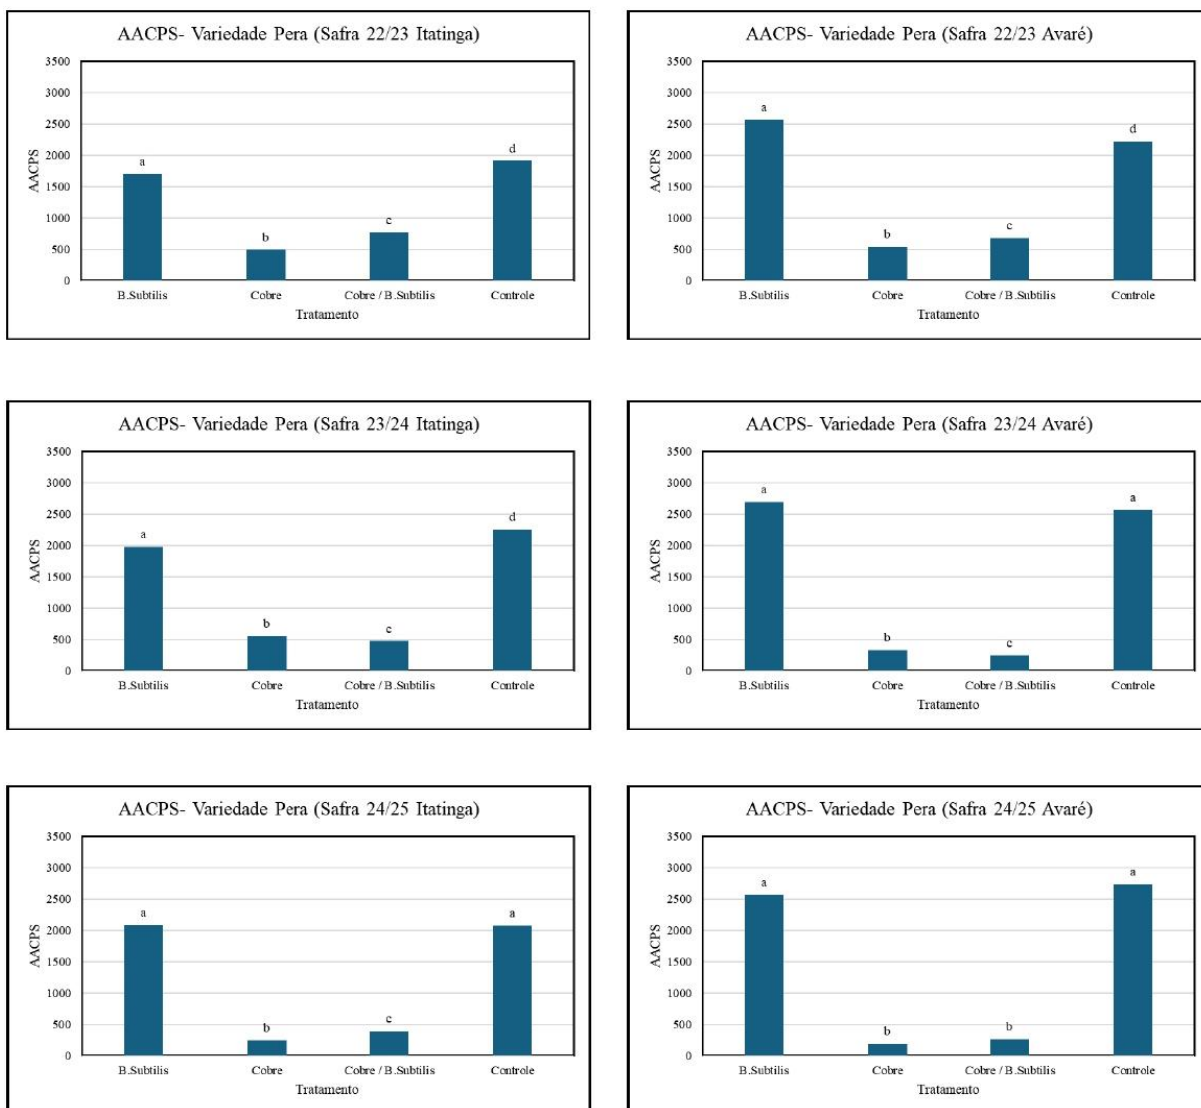 AACPS- Variedade Pera (Safra 22/23 Itatinga)
3500
3000
2500
2000
1500
1000
500
0
AACPS
a
b
c
d
B.Subtilis
Cobre
Cobre / B.Subtilis
Controle
Tratamento
AACPS- Variedade Pera (Safra 22/23 Avaré)
3500
3000
2500
2000
1500
1000
500
0
AACPS
a
b
c
d
B.Subtilis
Cobre
Cobre / B.Subtilis
Controle
Tratamento
AACPS- Variedade Pera (Safra 23/24 Itatinga)
3500
3000
2500
2000
1500
1000
500
0
AACPS
a
b
c
d
B.Subtilis
Cobre
Cobre / B.Subtilis
Controle
Tratamento
AACPS- Variedade Pera (Safra 23/24 Avaré)
3500
3000
2500
2000
1500
1000
500
0
AACPS
a
b
c
a
B.Subtilis
Cobre
Cobre / B.Subtilis
Controle
Tratamento
AACPS- Variedade Pera (Safra 24/25 Itatinga)
3500
3000
2500
2000
1500
1000
500
0
AACPS
a
b
c
a
B.Subtilis
Cobre
Cobre / B.Subtilis
Controle
Tratamento
AACPS- Variedade Pera (Safra 24/25 Avaré)
3500
3000
2500
2000
1500
1000
500
0
AACPS
a
b
b
a
B.Subtilis
Cobre
Cobre / B.Subtilis
Controle
Tratamento